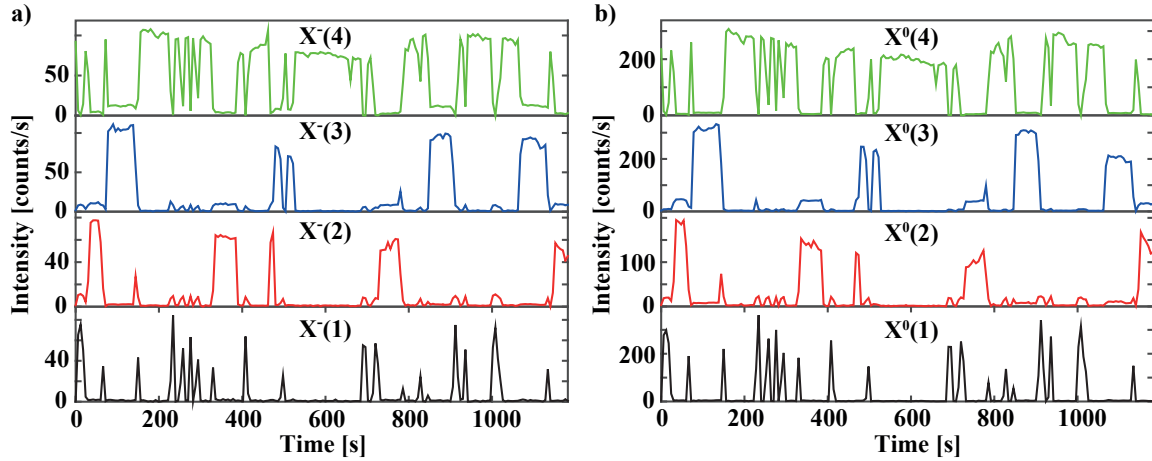 a)
Intensity [counts/s]
X⁻(4)
50
0
X⁻(3)
50
0
X⁻(2)
40
0
X⁻(1)
40
0
0 200 400 600 800 1000
Time [s]
b)
Intensity [counts/s]
X⁰(4)
200
0
X⁰(3)
200
0
X⁰(2)
100
0
X⁰(1)
200
0
0 200 400 600 800 1000
Time [s]